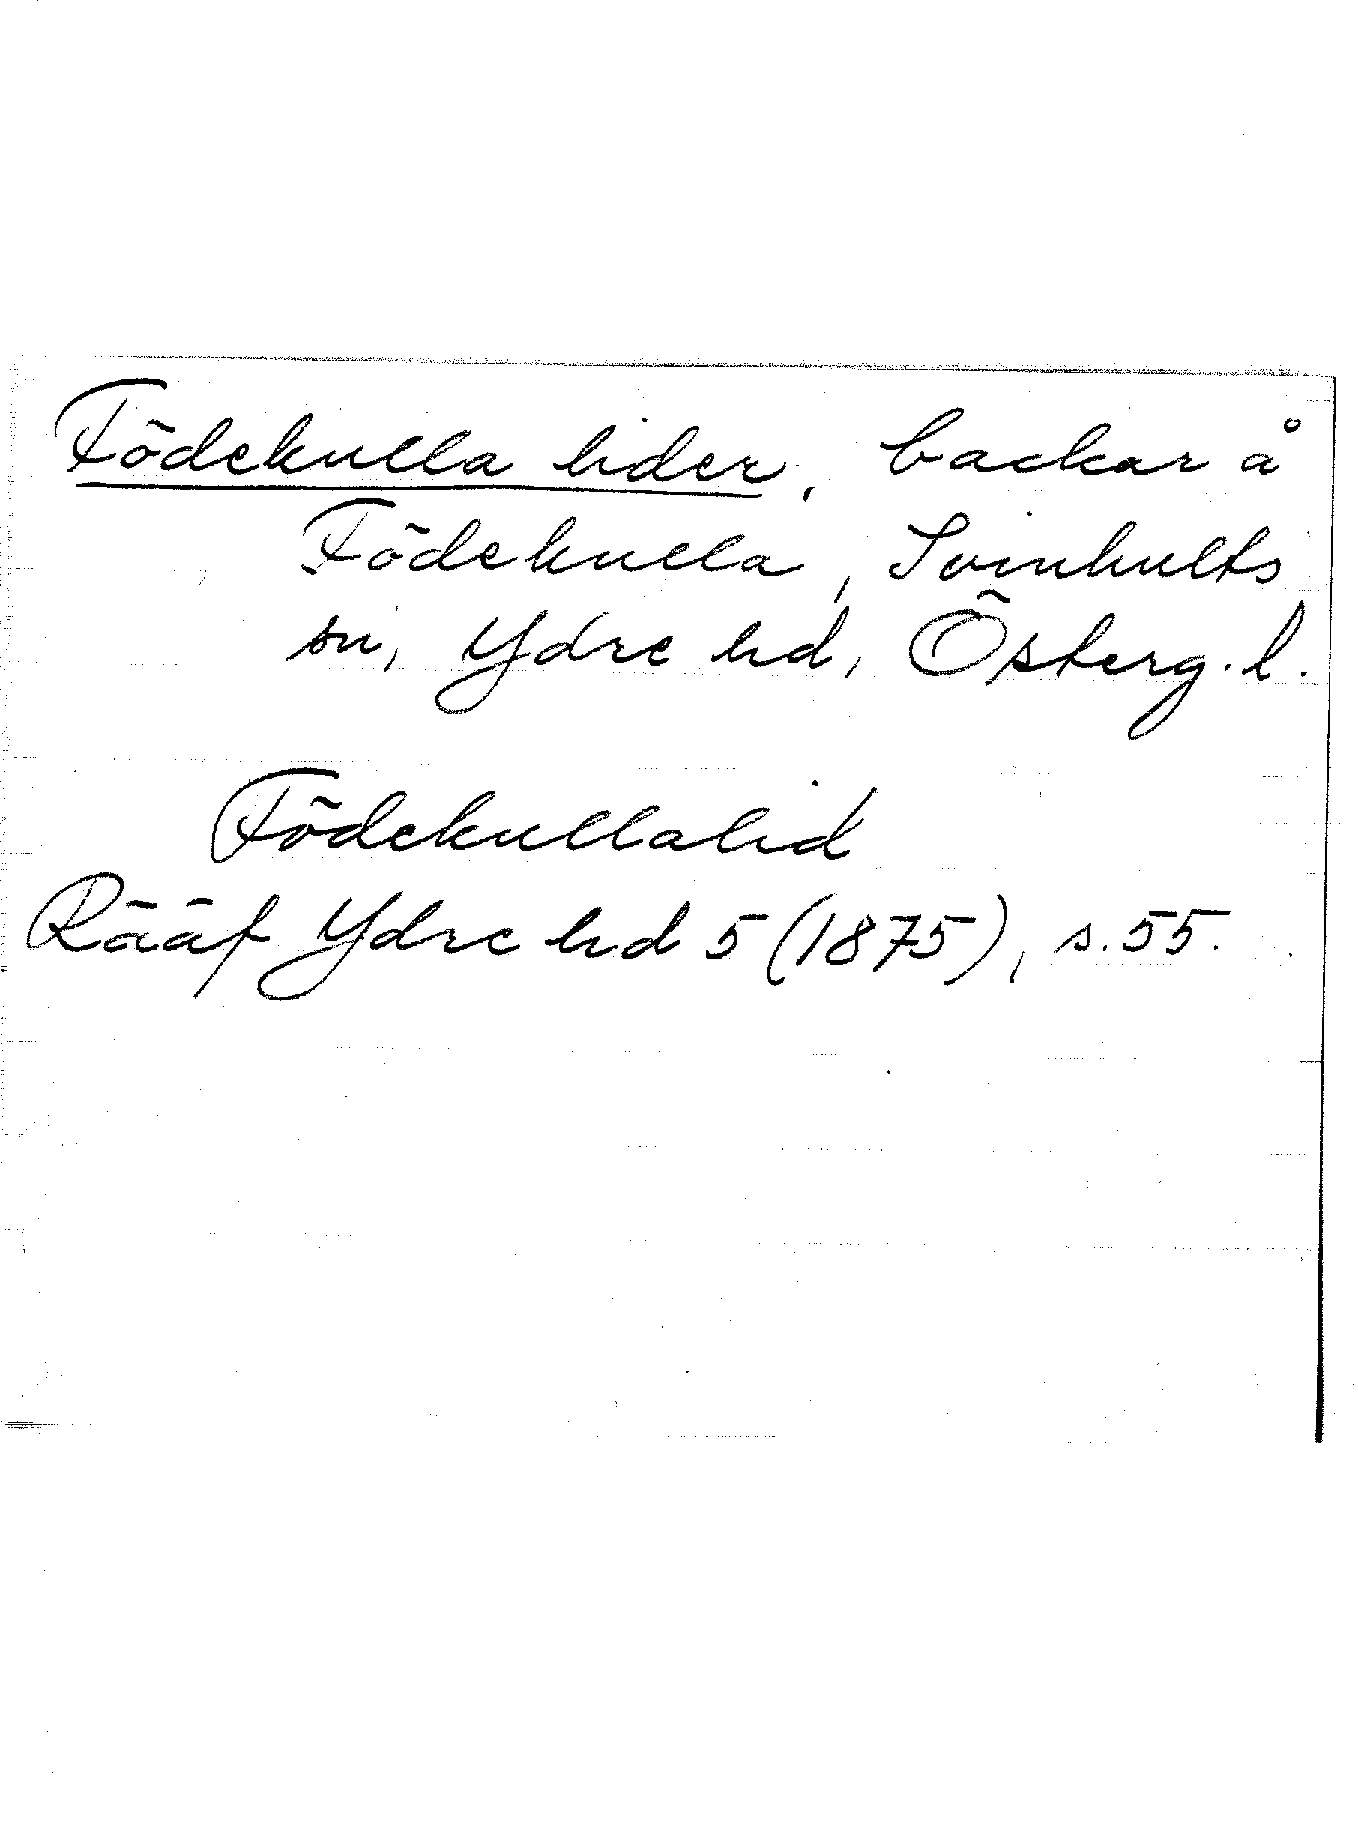 Födekulla lider, backar å
Födekulla, Svinhults
sn, Ydre hd, Österg. l.
Födekullalid
Rääf Ydre hd 5 (1875), s. 55.